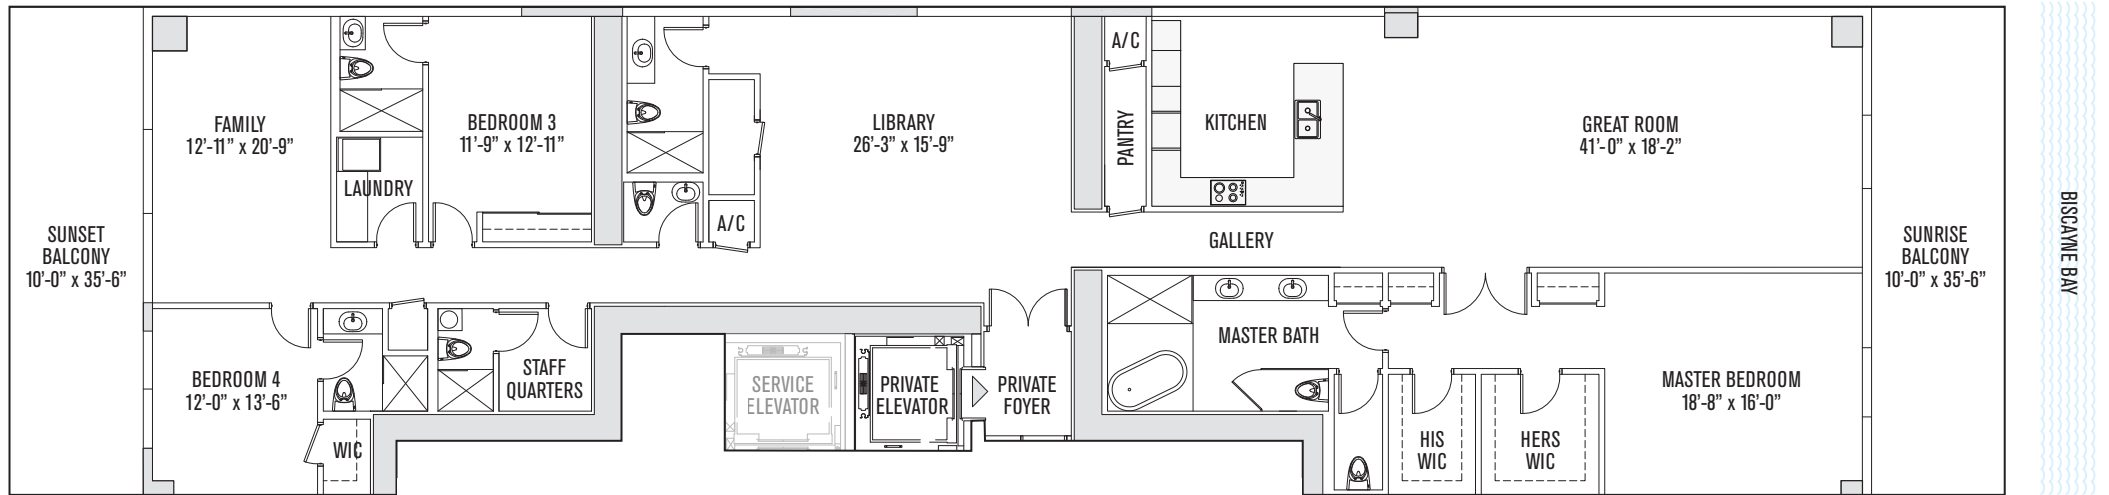 SUNSET
BALCONY
10'-0" x 35'-6"
FAMILY
12'-11" x 20'-9"
LAUNDRY
BEDROOM 3
11'-9" x 12'-11"
LIBRARY
26'-3" x 15'-9"
A/C
A/C
PANTRY
KITCHEN
GREAT ROOM
41'-0" x 18'-2"
GALLERY
SUNRISE
BALCONY
10'-0" x 35'-6"
BISCAYNE BAY
BEDROOM 4
12'-0" x 13'-6"
WIC
STAFF
QUARTERS
SERVICE
ELEVATOR
PRIVATE
ELEVATOR
PRIVATE
FOYER
MASTER BATH
HIS
WIC
HERS
WIC
MASTER BEDROOM
18'-8" x 16'-0"